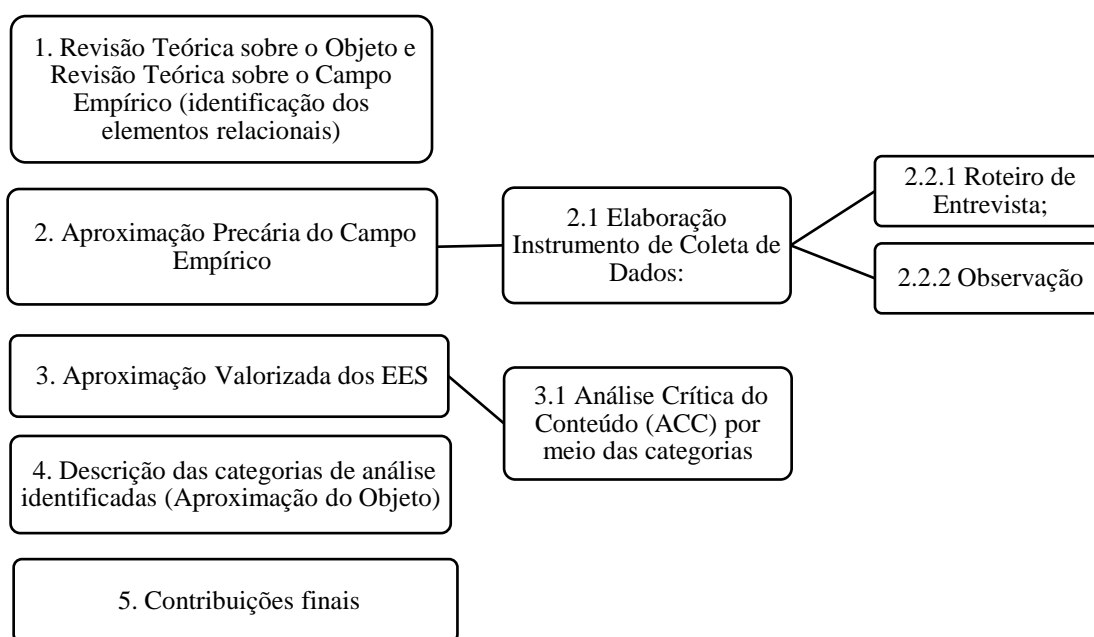 1. Revisão Teórica sobre o Objeto e
Revisão Teórica sobre o Campo
Empírico (identificação dos
elementos relacionais)
2. Aproximação Precária do Campo
Empírico
2.1 Elaboração
Instrumento de Coleta de
Dados:
2.2.1 Roteiro de
Entrevista;
2.2.2 Observação
3. Aproximação Valorizada dos EES
3.1 Análise Crítica do
Conteúdo (ACC) por
meio das categorias
4. Descrição das categorias de análise
identificadas (Aproximação do Objeto)
5. Contribuições finais